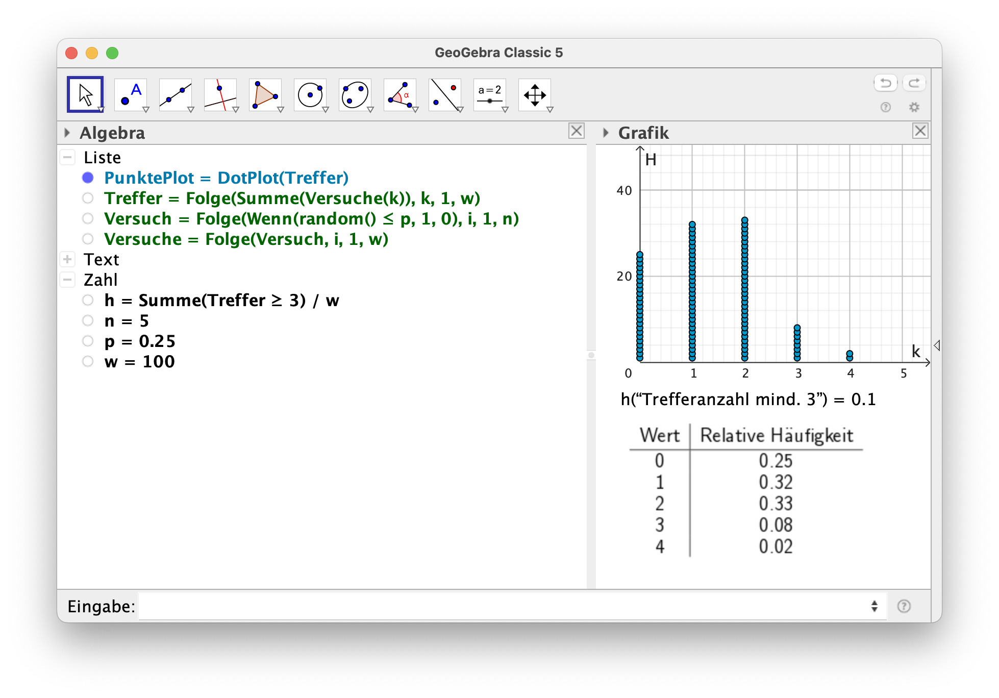 GeoGebra Classic 5
A
α
a=2
Algebra
Liste
PunktePlot = DotPlot(Treffer)
Treffer = Folge(Summe(Versuche(k)), k, 1, w)
Versuch = Folge(Wenn(random() ≤ p, 1, 0), i, 1, n)
Versuche = Folge(Versuch, i, 1, w)
Text
Zahl
h = Summe(Treffer ≥ 3) / w
n = 5
p = 0.25
w = 100
Grafik
H
40
20
k
0 1 2 3 4 5
h(“Trefferanzahl mind. 3”) = 0.1
Wert Relative Häufigkeit
0 0.25
1 0.32
2 0.33
3 0.08
4 0.02
Eingabe: